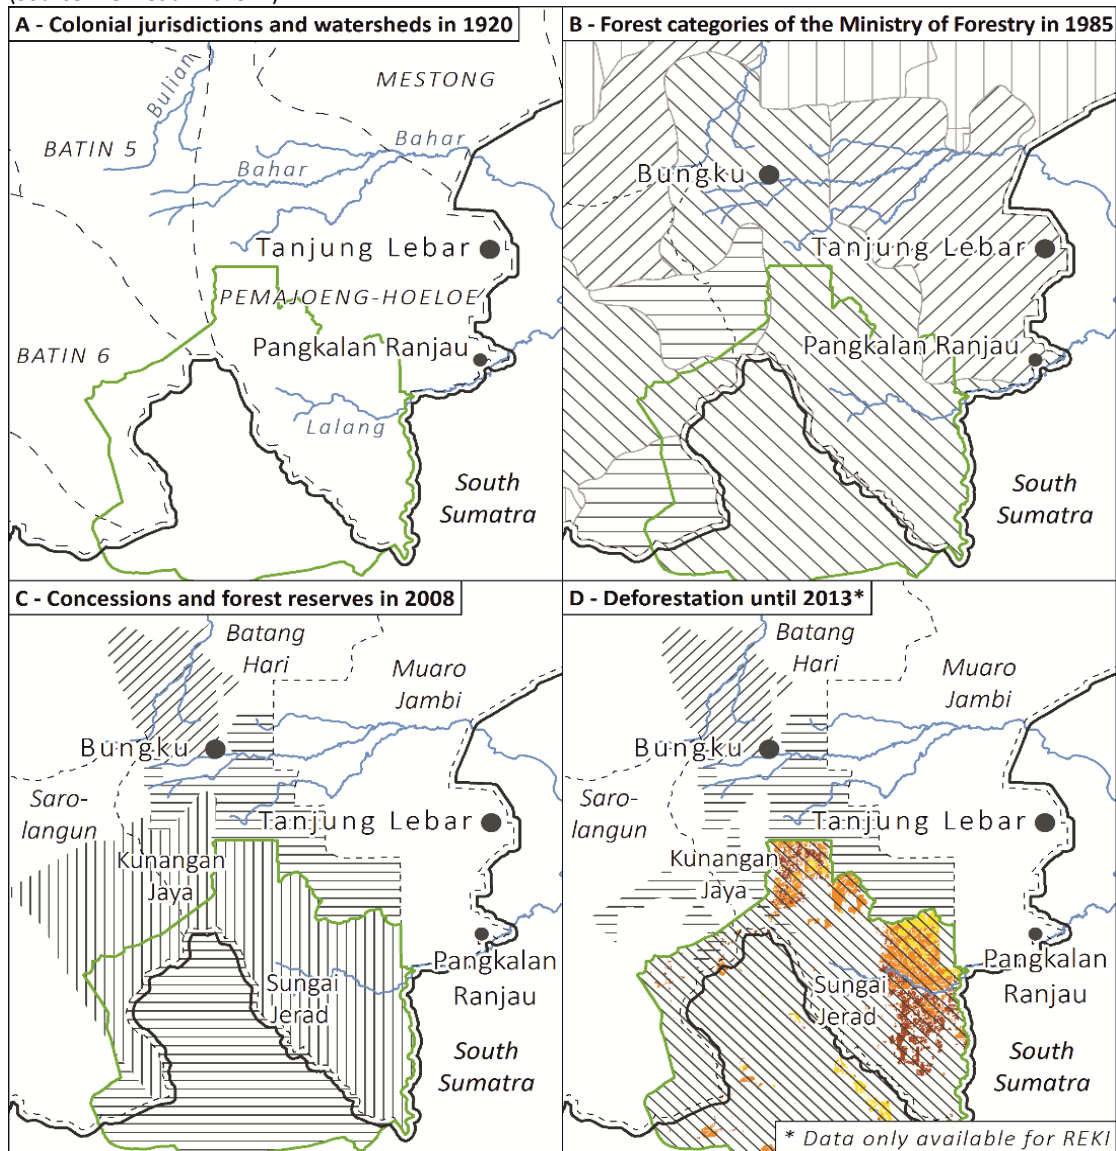 A - Colonial jurisdictions and watersheds in 1920
MESTONG
Bulian
BATIN 5
Bahar
Bahar
Tanjung Lebar
PEMAJOENG-HOELOE
BATIN 6
Pangkalan Ranjau
Lalang
South
Sumatra
B - Forest categories of the Ministry of Forestry in 1985
Bungku
Tanjung Lebar
Pangkalan Ranjau
South
Sumatra
C - Concessions and forest reserves in 2008
Batang
Hari
Muaro
Jambi
Bungku
Saro-
langun
Tanjung Lebar
Kunangan
Jaya
Pangkalan
Ranjau
Sungai
Jerad
South
Sumatra
D - Deforestation until 2013*
Batang
Hari
Muaro
Jambi
Bungku
Saro-
langun
Tanjung Lebar
Kunangan
Jaya
Pangkalan
Ranjau
Sungai
Jerad
South
Sumatra
* Data only available for REKI